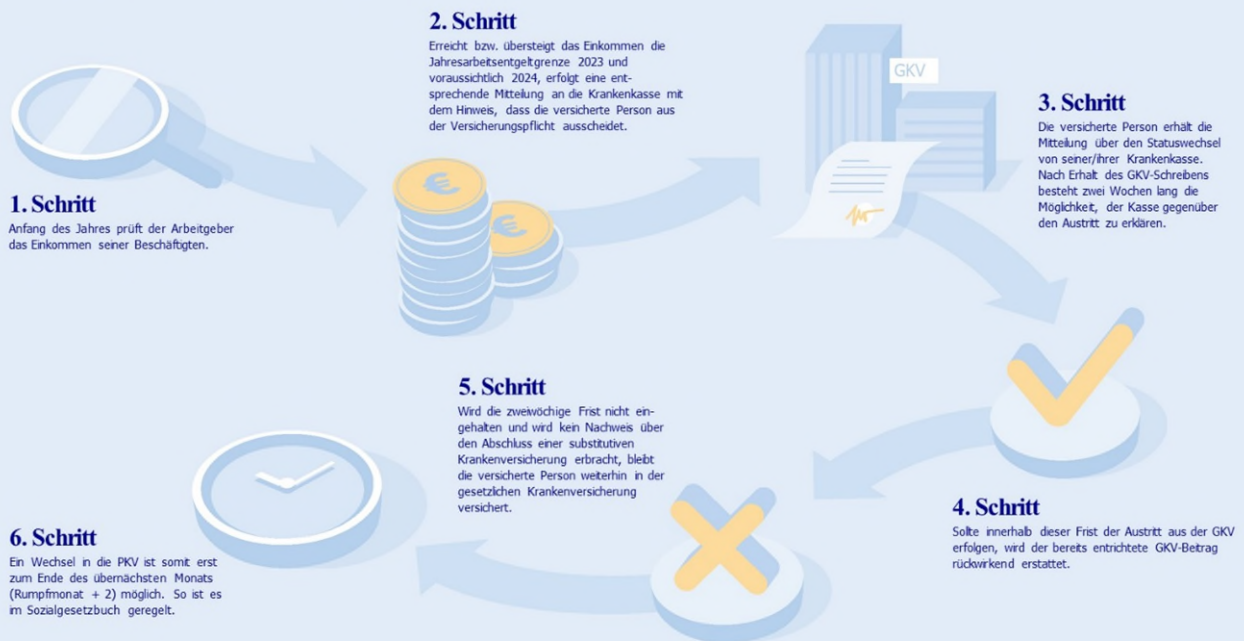 1. Schritt
Anfang des Jahres prüft der Arbeitgeber
das Einkommen seiner Beschäftigten.
2. Schritt
Erreicht bzw. übersteigt das Einkommen die
Jahresarbeitsentgeltgrenze 2023 und
voraussichtlich 2024, erfolgt eine ent-
sprechende Mitteilung an die Krankenkasse mit
dem Hinweis, dass die versicherte Person aus
der Versicherungspflicht ausscheidet.
GKV
3. Schritt
Die versicherte Person erhält die
Mitteilung über den Statuswechsel
von seiner/ihrer Krankenkasse.
Nach Erhalt des GKV-Schreibens
besteht zwei Wochen lang die
Möglichkeit, der Kasse gegenüber
den Austritt zu erklären.
4. Schritt
Sollte innerhalb dieser Frist der Austritt aus der GKV
erfolgen, wird der bereits entrichtete GKV-Beitrag
rückwirkend erstattet.
5. Schritt
Wird die zweiwöchige Frist nicht ein-
gehalten und wird kein Nachweis über
den Abschluss einer substitutiven
Krankenversicherung erbracht, bleibt
die versicherte Person weiterhin in der
gesetzlichen Krankenversicherung
versichert.
6. Schritt
Ein Wechsel in die PKV ist somit erst
zum Ende des übernächsten Monats
(Rumpfmonat + 2) möglich. So ist es
im Sozialgesetzbuch geregelt.